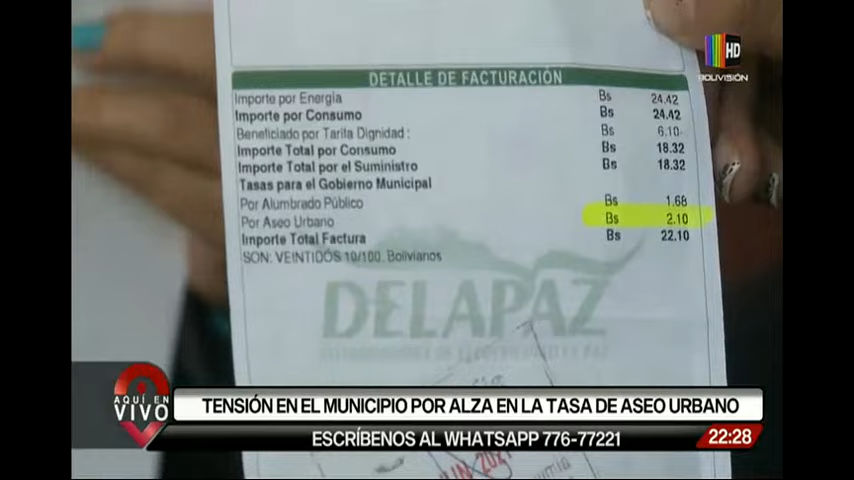 HD
BOLIVISIÓN
DETALLE DE FACTURACIÓN
Importe por Energía Bs 24.42
Importe por Consumo Bs 24.42
Beneficiado por Tarifa Dignidad : Bs 6.10-
Importe Total por Consumo Bs 18.32
Importe Total por el Suministro Bs 18.32
Tasas para el Gobierno Municipal
Por Alumbrado Público Bs 1.68
Por Aseo Urbano Bs 2.10
Importe Total Factura Bs 22.10
SON: VEINTIDÓS 10/100. Bolivianos
DELAPAZ
AQUÍ EN
VIVO
TENSIÓN EN EL MUNICIPIO POR ALZA EN LA TASA DE ASEO URBANO
ESCRÍBENOS AL WHATSAPP 776-77221
22:28